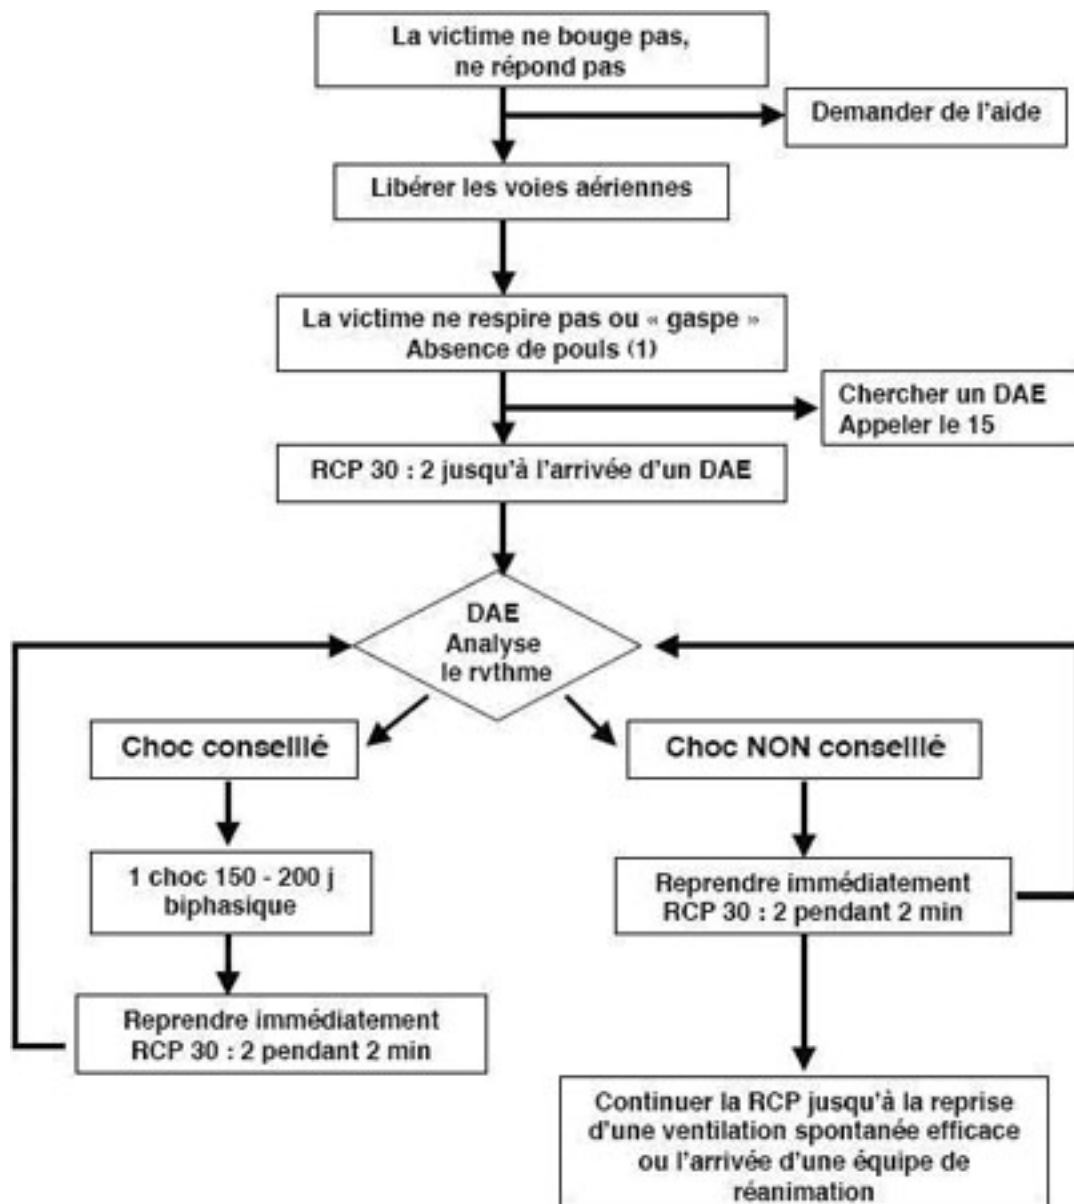 La victime ne bouge pas,
ne répond pas
Demander de l'aide
Libérer les voies aériennes
La victime ne respire pas ou « gaspe »
Absence de pouls (1)
Chercher un DAE
Appeler le 15
RCP 30 : 2 jusqu'à l'arrivée d'un DAE
DAE
Analyse
le rvthme
Choc conseillé
Choc NON conseillé
1 choc 150 - 200 j
biphasique
Reprendre immédiatement
RCP 30 : 2 pendant 2 min
Reprendre immédiatement
RCP 30 : 2 pendant 2 min
Continuer la RCP jusqu'à la reprise
d'une ventilation spontanée efficace
ou l'arrivée d'une équipe de
réanimation